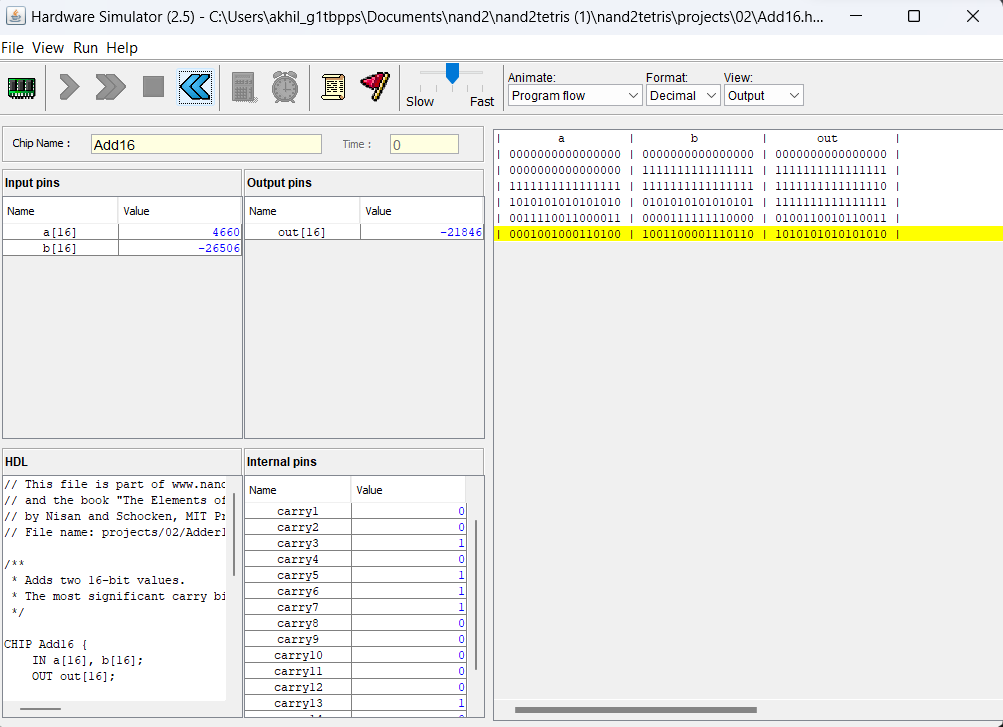 Hardware Simulator (2.5) - C:\Users\akhil_g1tbpps\Documents\nand2\nand2tetris (1)\nand2tetris\projects\02\Add16.h...
File View Run Help
Slow Fast
Animate: Format: View:
Program flow Decimal Output
Chip Name : Add16 Time : 0
Input pins
Name Value
a[16] 4660
b[16] -26506
Output pins
Name Value
out[16] -21846
| a | b | out |
| 0000000000000000 | 0000000000000000 | 0000000000000000 |
| 0000000000000000 | 1111111111111111 | 1111111111111111 |
| 1111111111111111 | 1111111111111111 | 1111111111111110 |
| 1010101010101010 | 0101010101010101 | 1111111111111111 |
| 0011110011000011 | 0000111111110000 | 0100110010110011 |
| 0001001000110100 | 1001100001110110 | 1010101010101010 |
HDL
// This file is part of www.nanc
// and the book "The Elements of
// by Nisan and Schocken, MIT Pr
// File name: projects/02/Adder1
/**
* Adds two 16-bit values.
* The most significant carry bi
*/
CHIP Add16 {
IN a[16], b[16];
OUT out[16];
Internal pins
Name Value
carry1 0
carry2 0
carry3 1
carry4 0
carry5 1
carry6 1
carry7 1
carry8 0
carry9 0
carry10 0
carry11 0
carry12 0
carry13 1